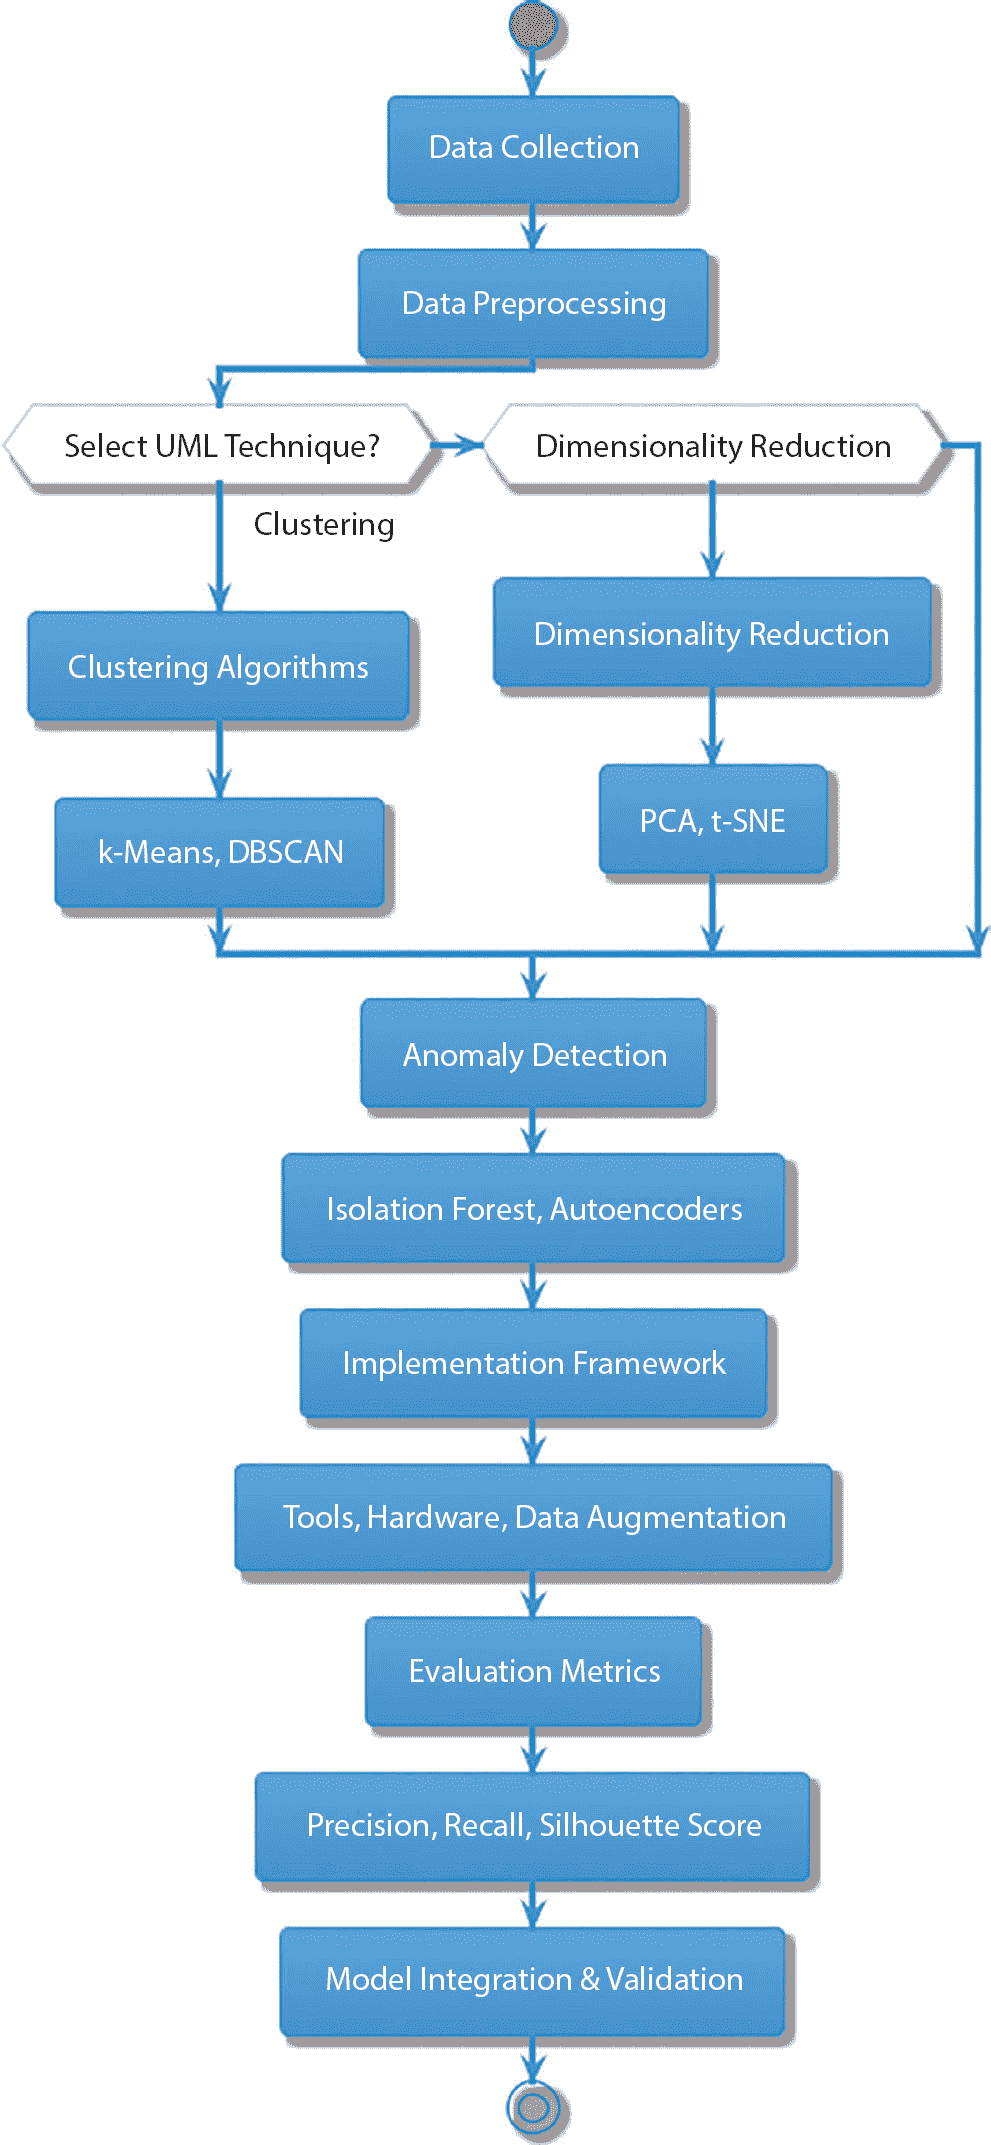 Data Collection
Data Preprocessing
Select UML Technique?
Dimensionality Reduction
Clustering
Dimensionality Reduction
Clustering Algorithms
PCA, t-SNE
k-Means, DBSCAN
Anomaly Detection
Isolation Forest, Autoencoders
Implementation Framework
Tools, Hardware, Data Augmentation
Evaluation Metrics
Precision, Recall, Silhouette Score
Model Integration & Validation